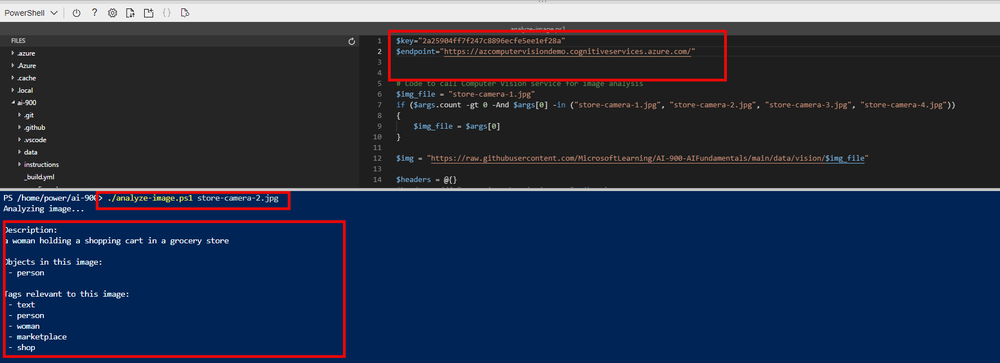 PowerShell
analyze-image.ps1
FILES
.azure
.Azure
.cache
.local
ai-900
.git
.github
.vscode
data
instructions
_build.yml
1 $key="2a25904ff7f247c8896ecfe5ee1ef28a"
2 $endpoint="https://azcomputervisiondemo.cognitiveservices.azure.com/"
3
4
5 # Code to call Computer Vision service for image analysis
6 $img_file = "store-camera-1.jpg"
7 if ($args.count -gt 0 -And $args[0] -in ("store-camera-1.jpg", "store-camera-2.jpg", "store-camera-3.jpg", "store-camera-4.jpg"))
8 {
9 $img_file = $args[0]
10 }
11
12 $img = "https://raw.githubusercontent.com/MicrosoftLearning/AI-900-AIFundamentals/main/data/vision/$img_file"
13
14 $headers = @{}
PS /home/power/ai-900> ./analyze-image.ps1 store-camera-2.jpg
Analyzing image...
Description:
a woman holding a shopping cart in a grocery store
Objects in this image:
- person
Tags relevant to this image:
- text
- person
- woman
- marketplace
- shop